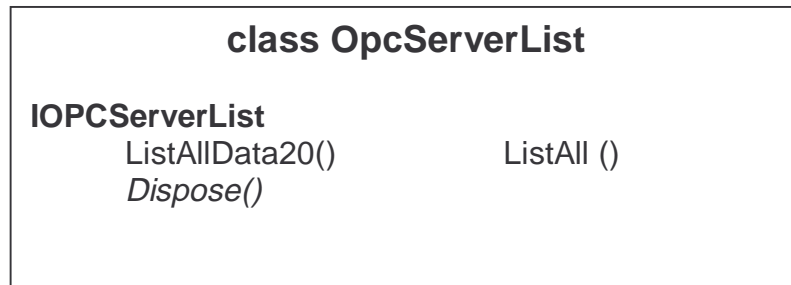 class OpcServerList
IOPCServerList
ListAllData20() ListAll ()
Dispose()